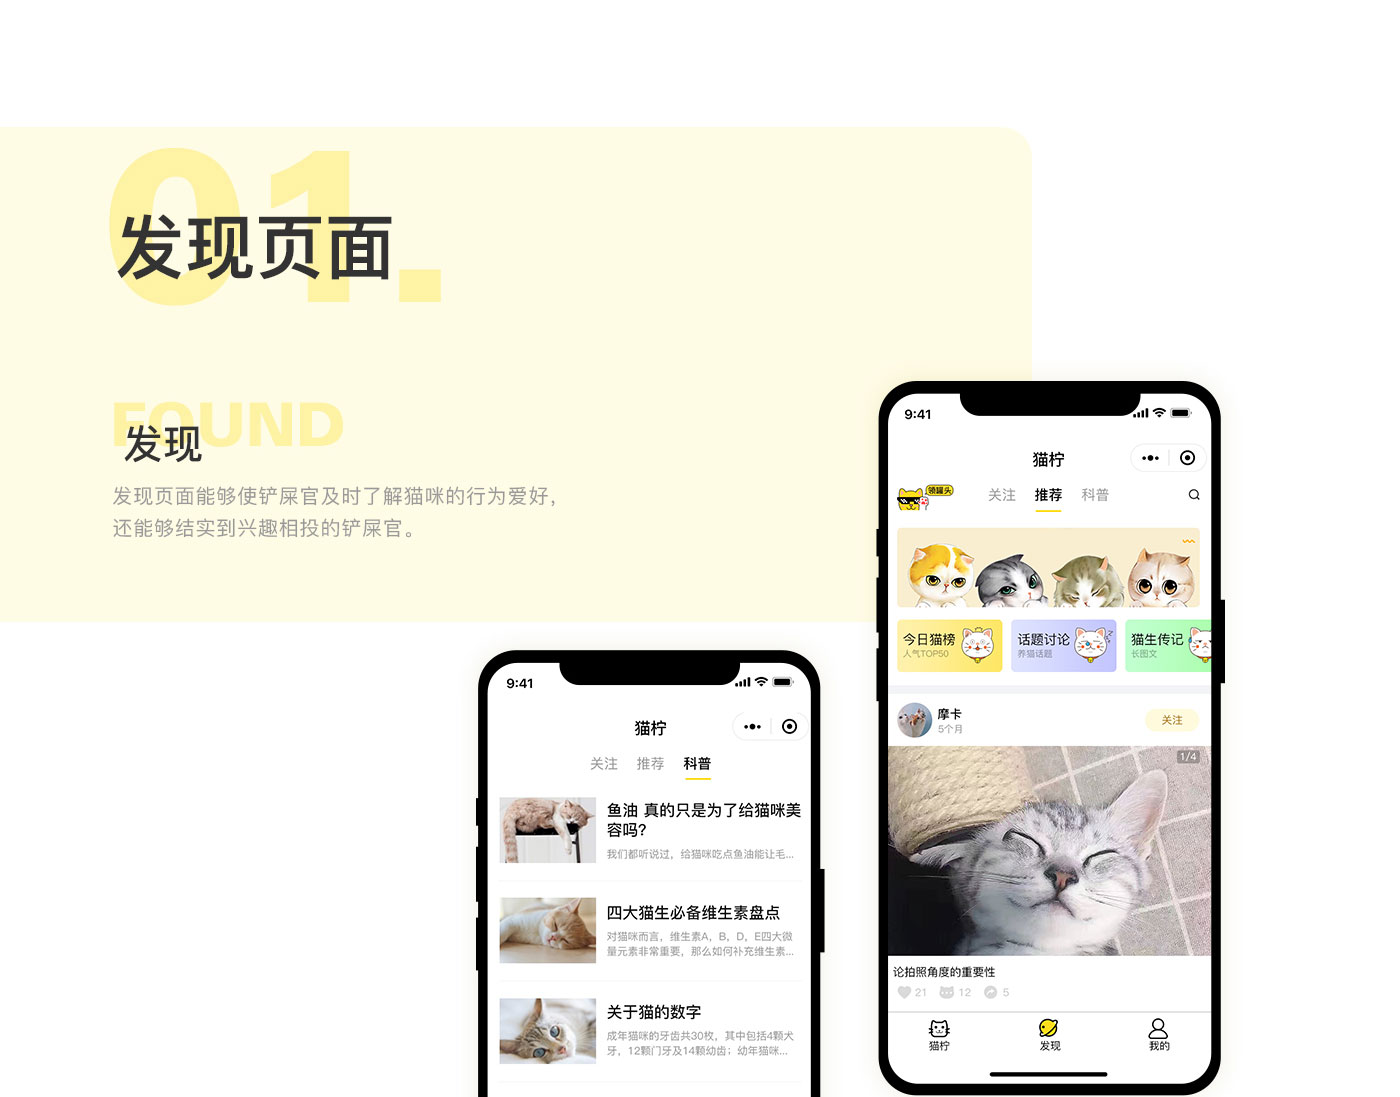 01.
发现页面
FOUND
发现
发现页面能够使铲屎官及时了解猫咪的行为爱好，
还能够结实到兴趣相投的铲屎官。
9:41
猫柠
关注 推荐 科普
鱼油 真的只是为了给猫咪美
容吗?
我们都听说过，给猫咪吃点鱼油能让毛...
四大猫生必备维生素盘点
对猫咪而言，维生素A，B，D，E四大微
量元素非常重要，那么如何补充维生素...
关于猫的数字
成年猫咪的牙齿共30枚，其中包括4颗犬
牙，12颗门牙及14颗幼齿；幼年猫咪...
9:41
猫柠
领罐头
关注 推荐 科普
今日猫榜
人气TOP50
话题讨论
养猫话题
猫生传记
长图文
摩卡
5个月
关注
1/4
论拍照角度的重要性
21 12 5
猫柠 发现 我的